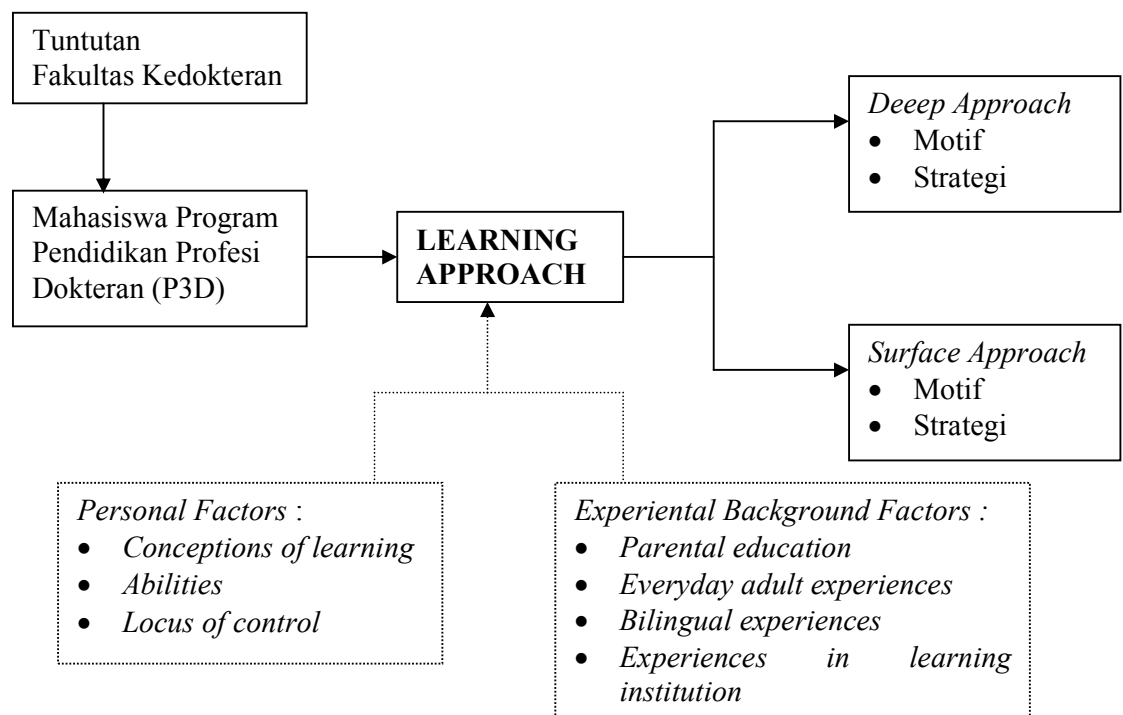 Tuntutan
Fakultas Kedokteran
Mahasiswa Program
Pendidikan Profesi
Dokteran (P3D)
LEARNING
APPROACH
Deeep Approach
• Motif
• Strategi
Surface Approach
• Motif
• Strategi
Personal Factors :
• Conceptions of learning
• Abilities
• Locus of control
Experiental Background Factors :
• Parental education
• Everyday adult experiences
• Bilingual experiences
• Experiences in learning
institution